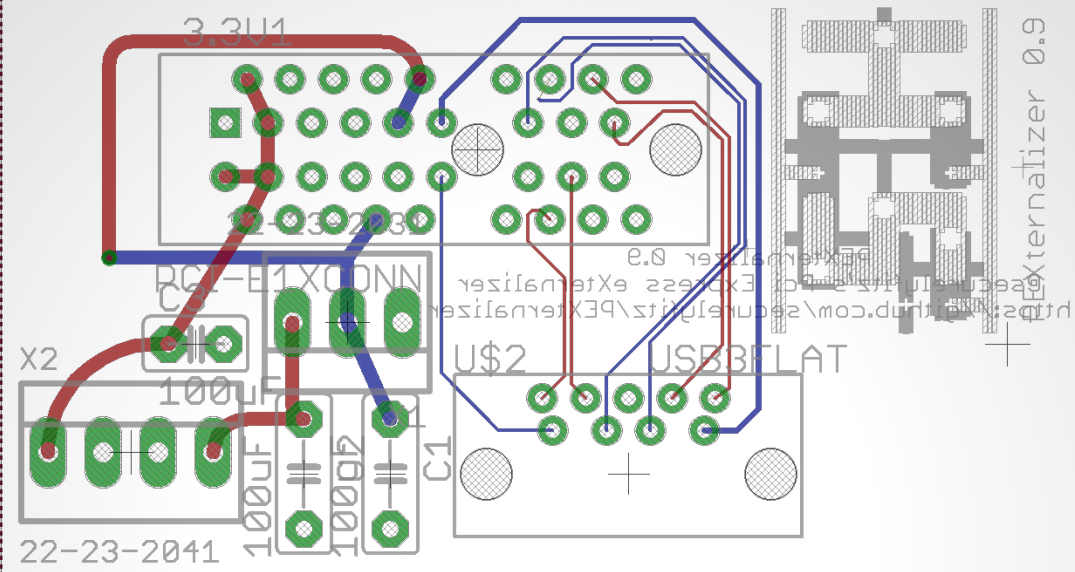 3.3V1
PEXternalizer 0.9
22-23-2031
PEXternalizer 0.9
PCI-E1XCONN
securelyfitz's Pci Express eXternalizer
C3
https://github.com/securelyfitz/PEXternalizer
X2
U$2
USB3FLAT
100uF
100uF
100uF
C1
22-23-2041